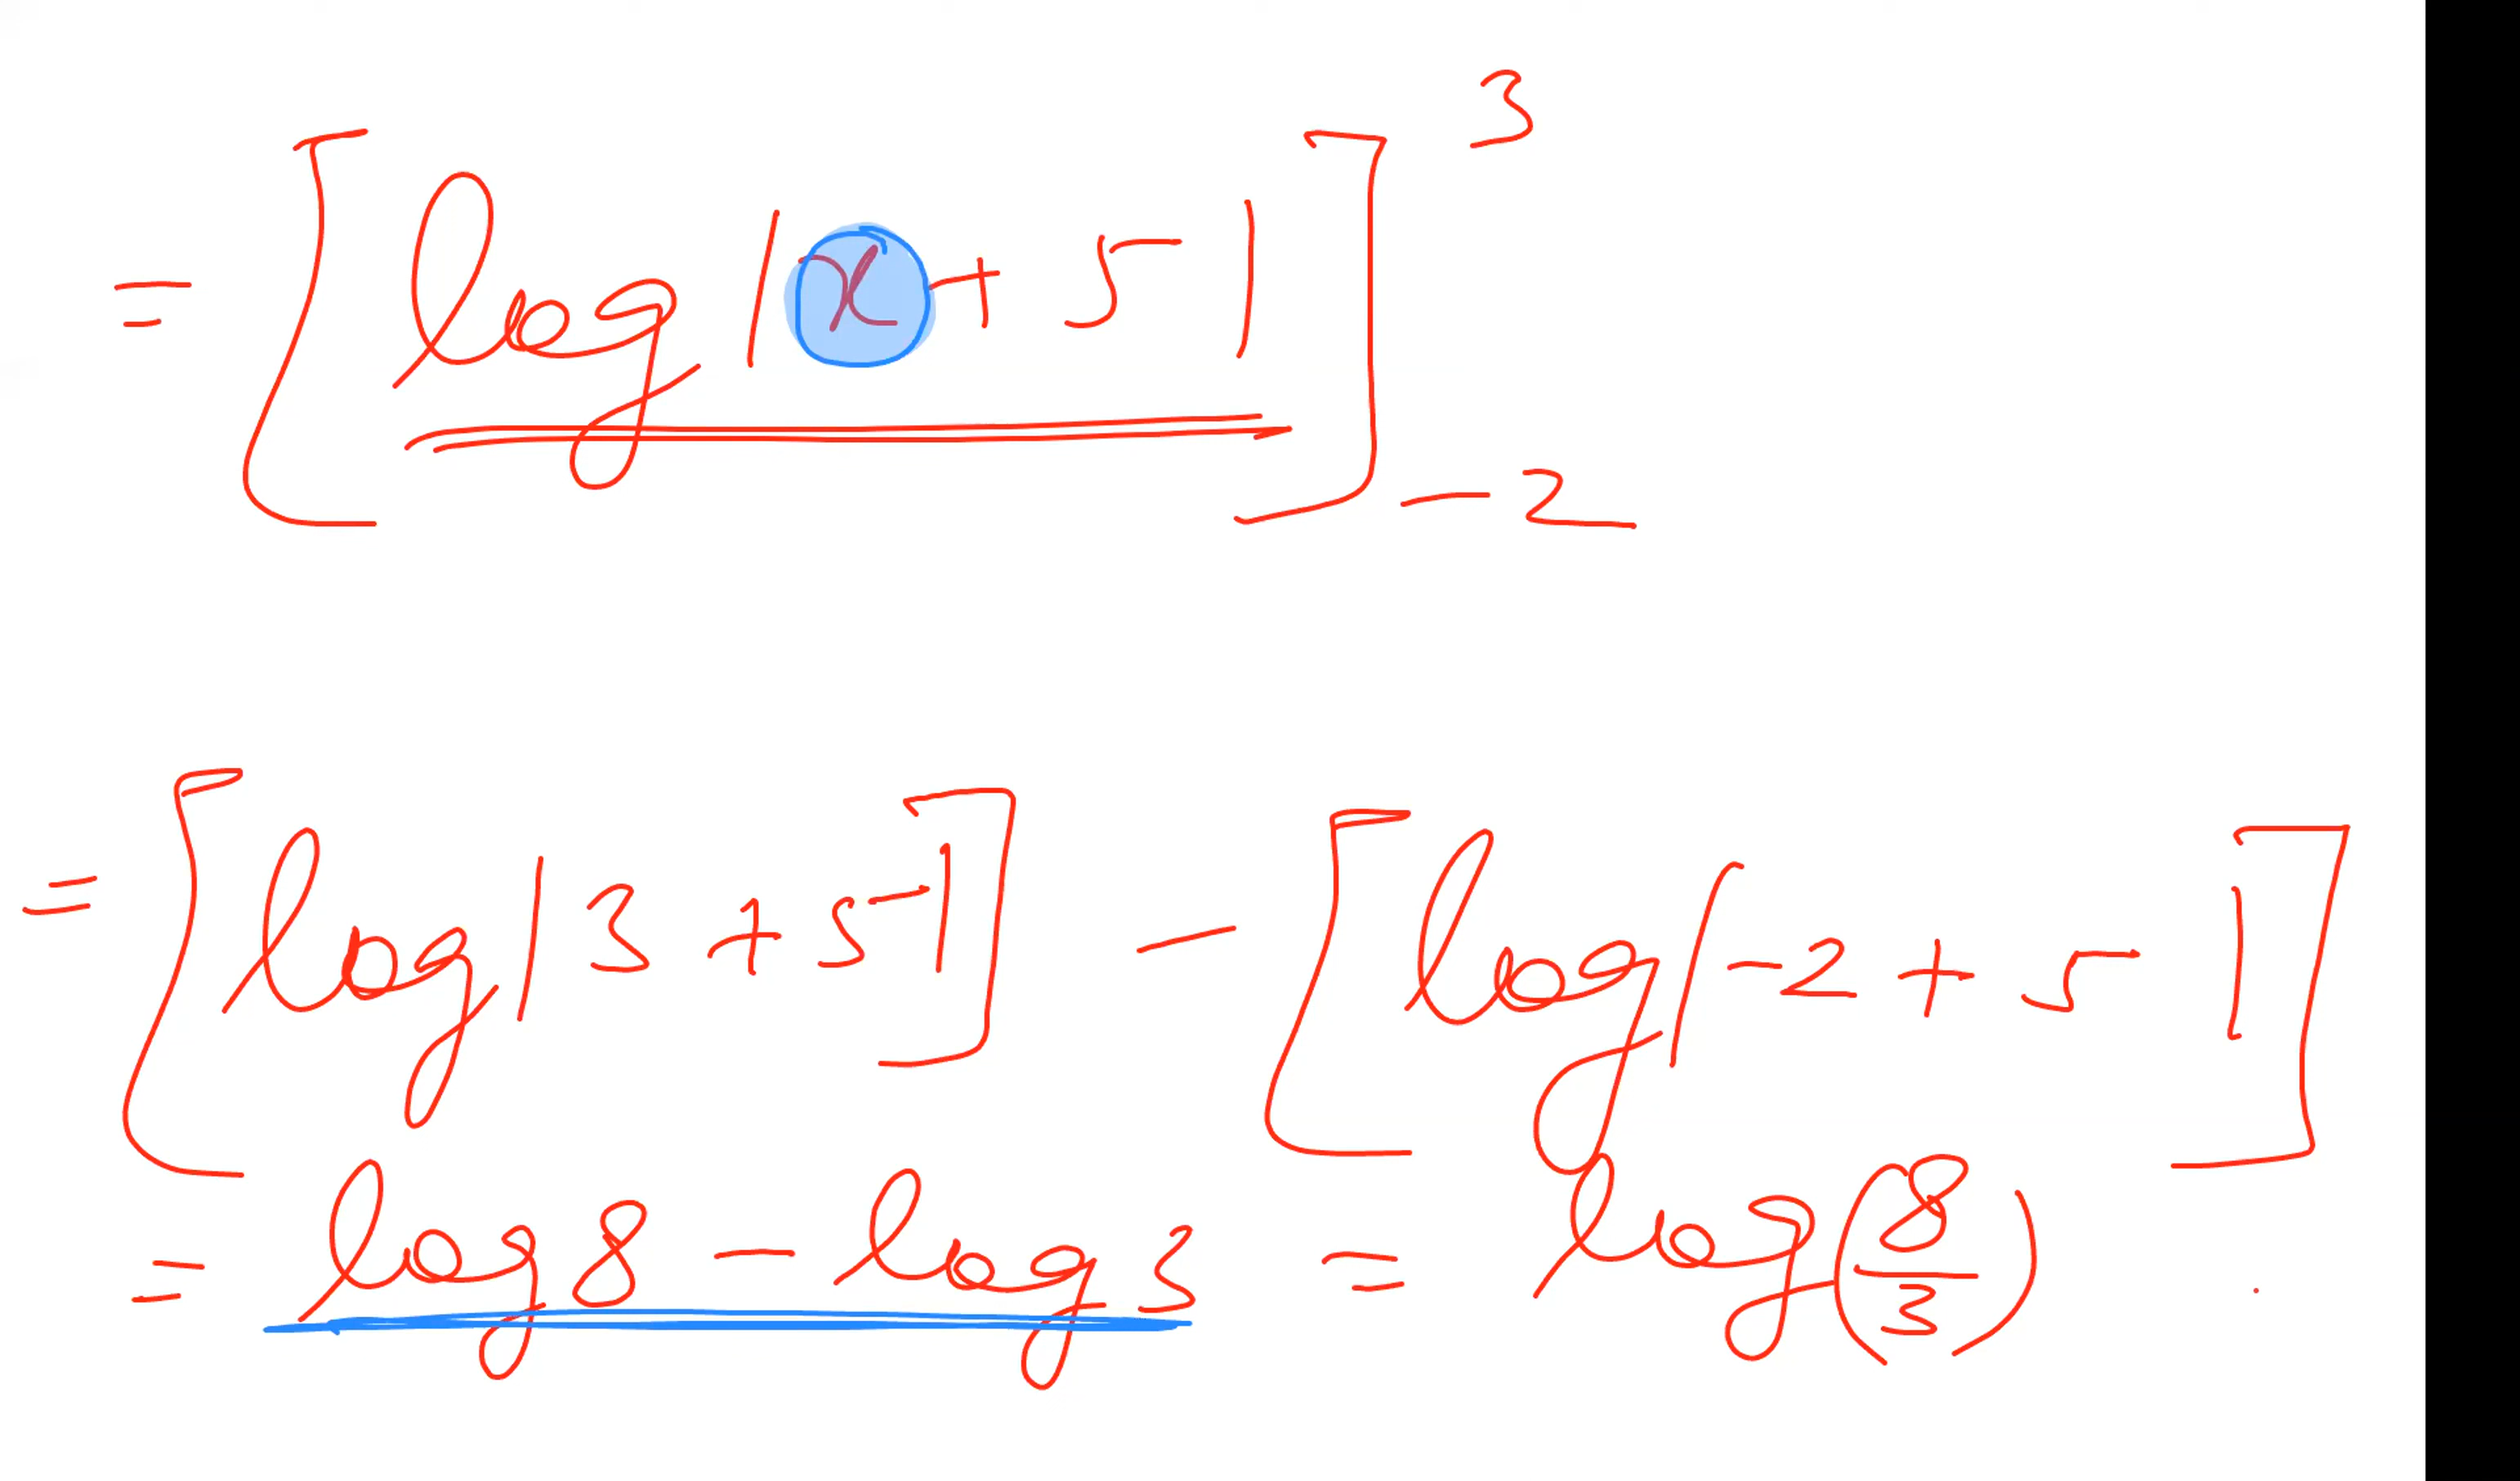 = [log |x + 5|]³₋₂
= [log |3 + 5|] - [log |-2 + 5|]
= log 8 - log 3 = log(8/3).